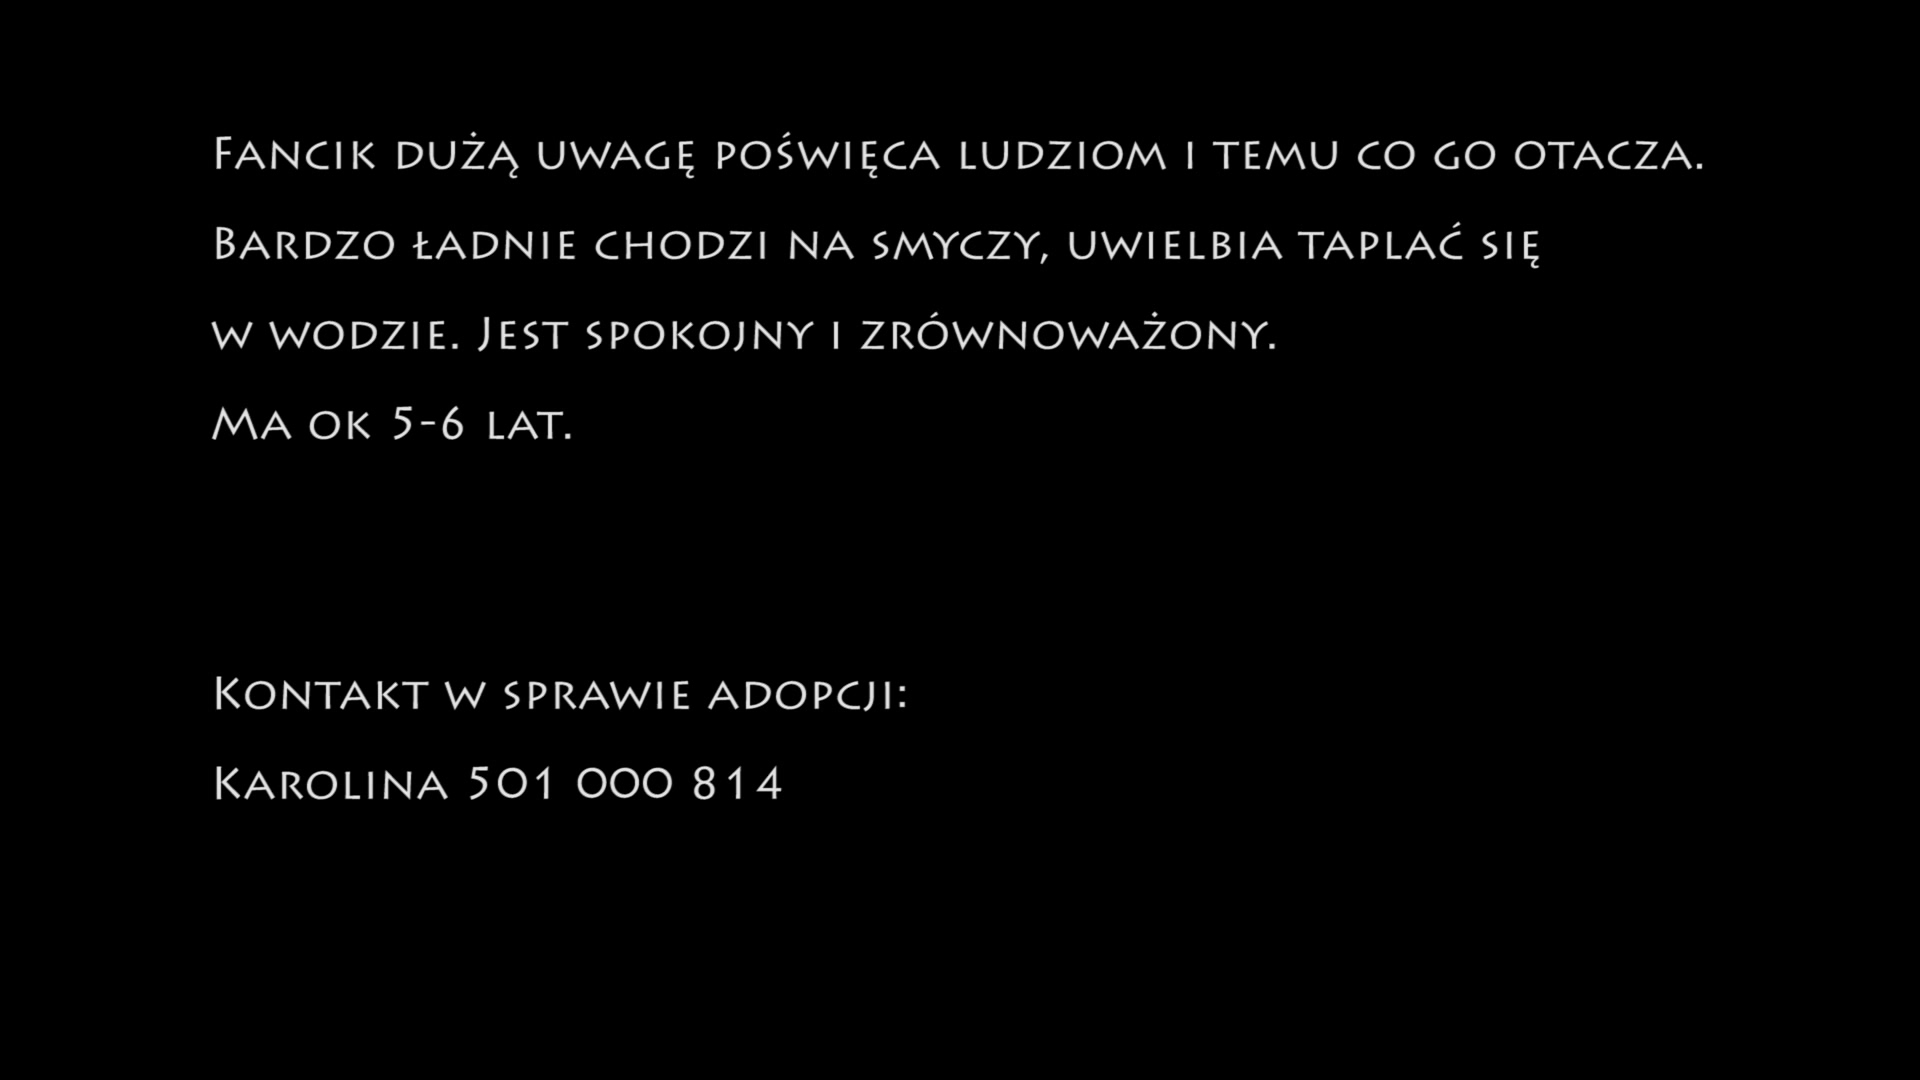 Fancik dużą uwagę poświęca ludziom i temu co go otacza.
Bardzo ładnie chodzi na smyczy, uwielbia taplać się
w wodzie. Jest spokojny i zrównoważony.
Ma ok 5-6 lat.
Kontakt w sprawie adopcji:
Karolina 501 000 814